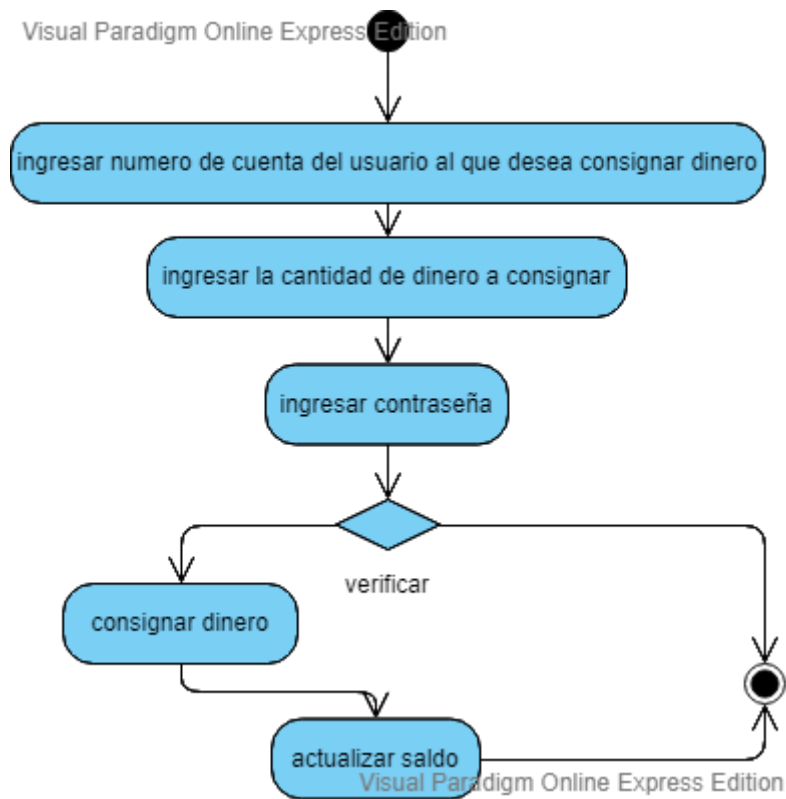 Visual Paradigm Online Express Edition
ingresar numero de cuenta del usuario al que desea consignar dinero
ingresar la cantidad de dinero a consignar
ingresar contraseña
verificar
consignar dinero
actualizar saldo
Visual Paradigm Online Express Edition